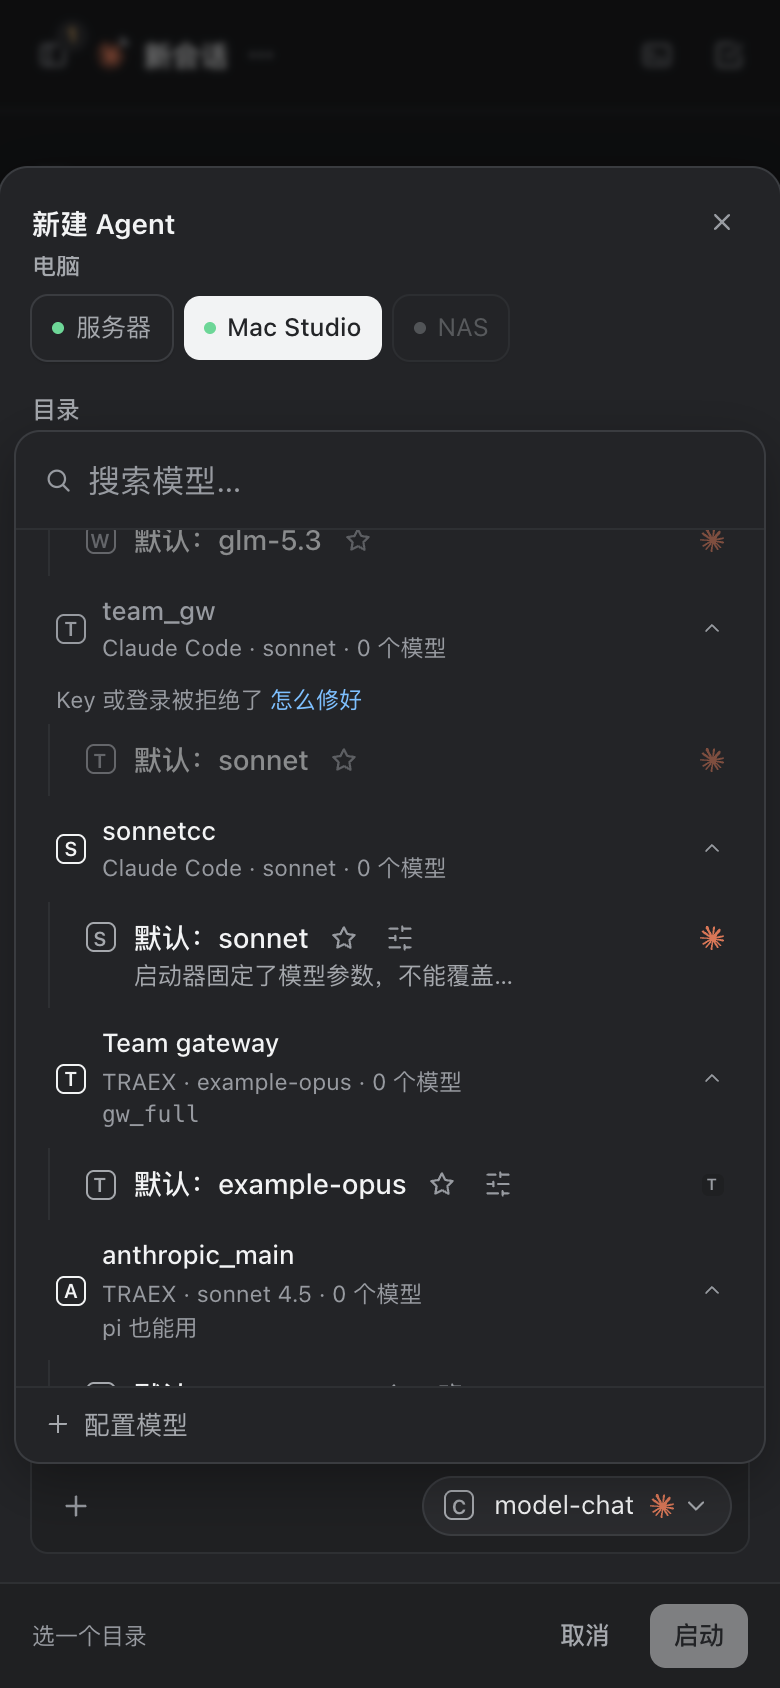 新会话
新建 Agent
电脑
服务器
Mac Studio
NAS
目录
搜索模型...
W 默认：glm-5.3
T team_gw
Claude Code · sonnet · 0 个模型
Key 或登录被拒绝了 怎么修好
T 默认：sonnet
S sonnetcc
Claude Code · sonnet · 0 个模型
S 默认：sonnet
启动器固定了模型参数，不能覆盖...
T Team gateway
TRAEX · example-opus · 0 个模型
gw_full
T 默认：example-opus T
A anthropic_main
TRAEX · sonnet 4.5 · 0 个模型
pi 也能用
配置模型
C model-chat
选一个目录
取消
启动